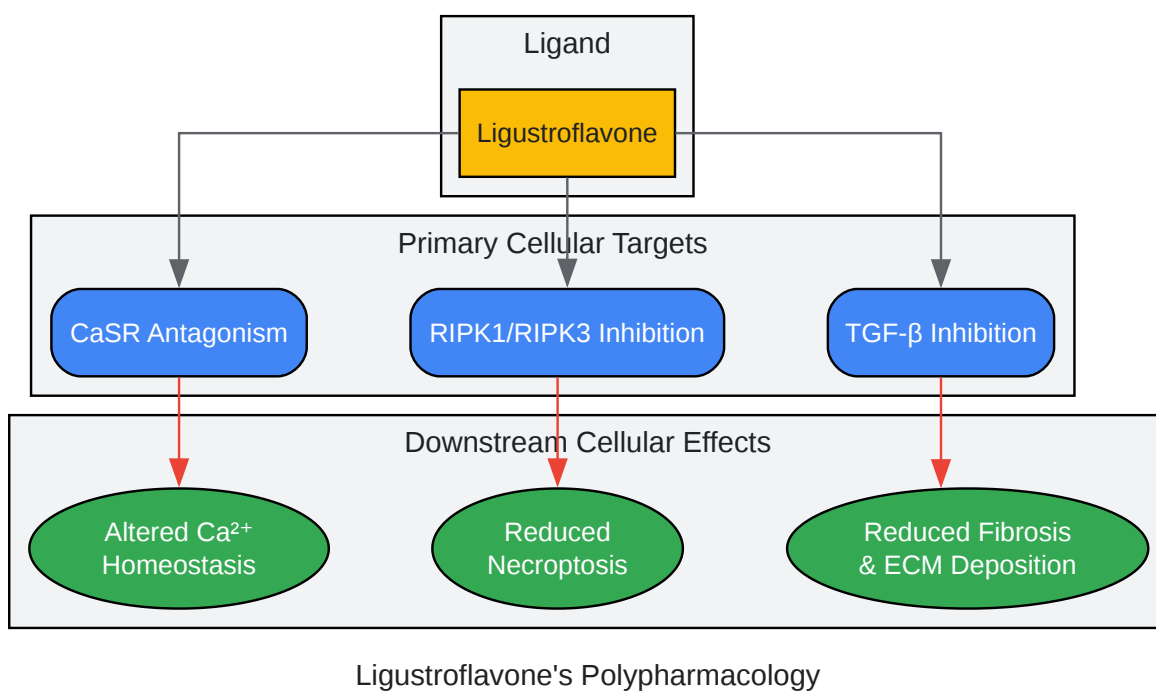 Ligand
Ligustroflavone
Primary Cellular Targets
CaSR Antagonism
RIPK1/RIPK3 Inhibition
TGF-β Inhibition
Downstream Cellular Effects
Altered Ca²⁺
Homeostasis
Reduced
Necroptosis
Reduced Fibrosis
& ECM Deposition
Ligustroflavone's Polypharmacology